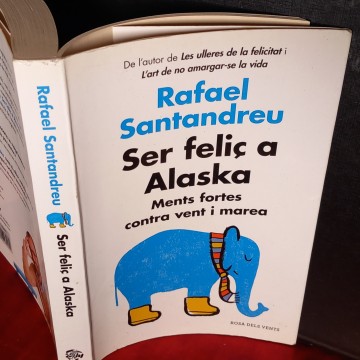 De l'autor de Les ulleres de la felicitat i
L'art de no amargar-se la vida
Rafael
Santandreu
Ser feliç a
Alaska
Ments fortes
contra vent i marea
ROSA DELS VENTS
Rafael Santandreu
Ser feliç a Alaska